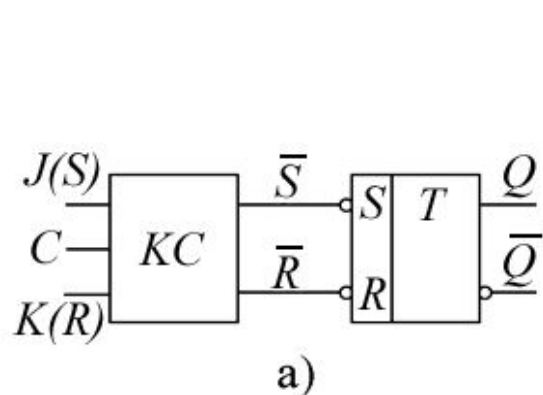 J(S) S̅ S T Q
C KC
K(R) R̅ R Q̅
a)